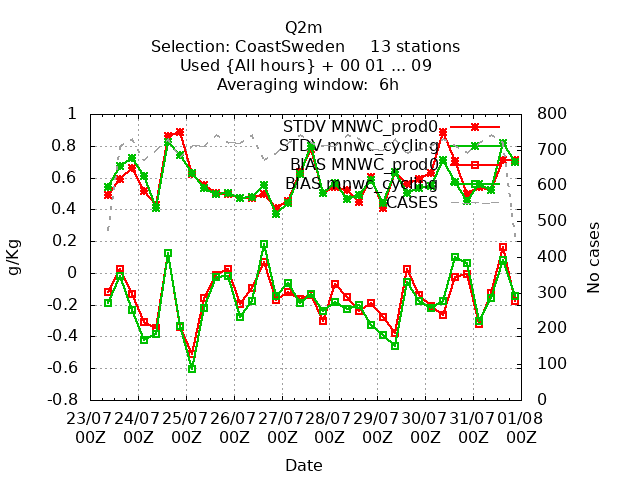 Q2m
Selection: CoastSweden 13 stations
Used {All hours} + 00 01 ... 09
Averaging window: 6h
STDV MNWC_prod0
STDV mnwc_cycling
BIAS MNWC_prod0
BIAS mnwc_cycling
CASES
1
0.8
0.6
0.4
0.2
0
-0.2
-0.4
-0.6
-0.8
g/Kg
800
700
600
500
400
300
200
100
0
No cases
23/07 24/07 25/07 26/07 27/07 28/07 29/07 30/07 31/07 01/08
00Z 00Z 00Z 00Z 00Z 00Z 00Z 00Z 00Z 00Z
Date